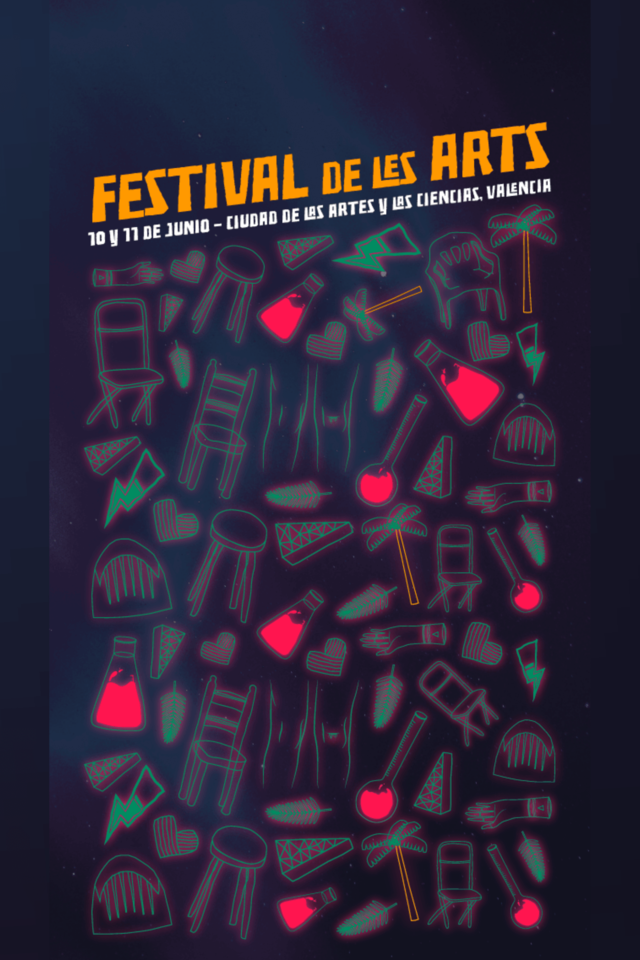 FESTIVAL DE LES ARTS
10 y 11 DE JUNIO – CIUDAD DE LAS ARTES y LAS CIENCIAS, VALENCIA